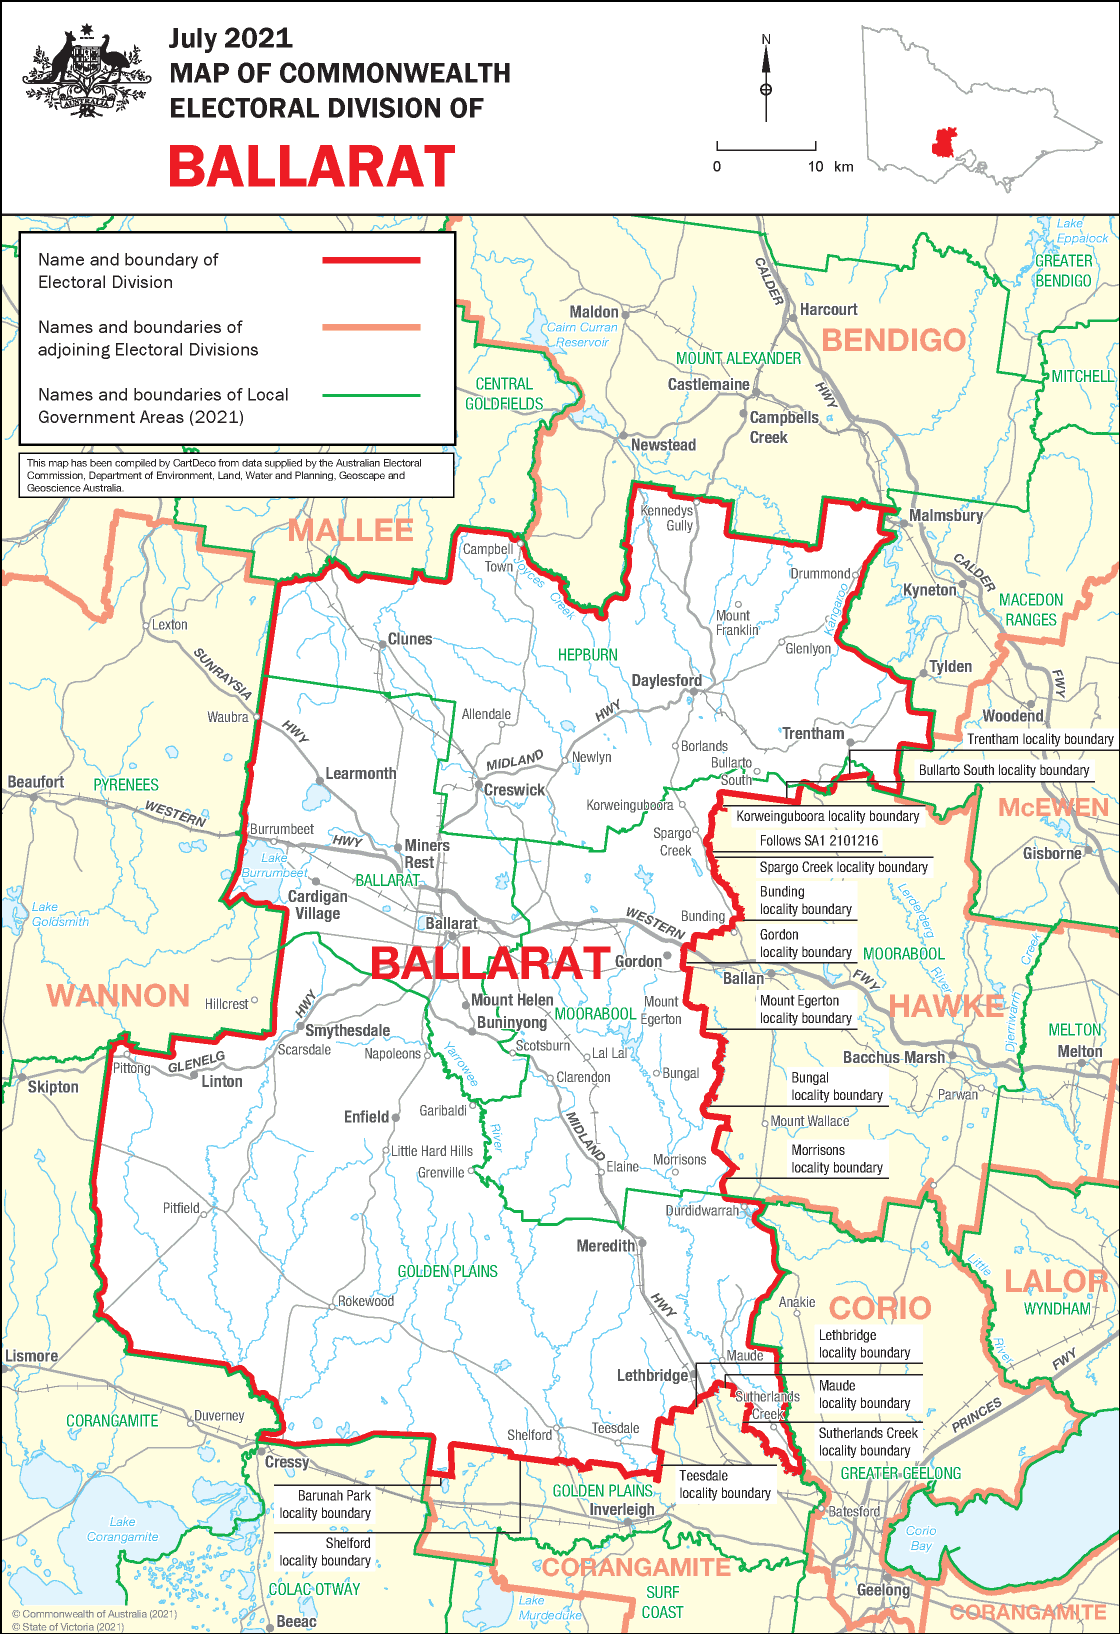 July 2021
MAP OF COMMONWEALTH
ELECTORAL DIVISION OF
BALLARAT
AUSTRALIA
N
0 10 km
Name and boundary of
Electoral Division
Names and boundaries of
adjoining Electoral Divisions
Names and boundaries of Local
Government Areas (2021)
This map has been compiled by CartDeco from data supplied by the Australian Electoral
Commission, Department of Environment, Land, Water and Planning, Geoscape and
Geoscience Australia.
Lake
Eppalock
GREATER
BENDIGO
CALDER
HWY
Harcourt
Maldon
Cairn Curran
Reservoir
BENDIGO
MOUNT ALEXANDER
MITCHELL
CENTRAL
GOLDFIELDS
Castlemaine
Campbells
Creek
Newstead
MALLEE
Kennedys
Gully
Malmsbury
Campbell
Town
Joyces Creek
Drummond
CALDER
FWY
Kyneton
MACEDON
RANGES
Kangaroo
Lexton
Mount
Franklin
Clunes
HEPBURN
Glenlyon
Tylden
SUNRAYSIA
HWY
Daylesford
Woodend
Waubra
Allendale
HWY
Trentham
Trentham locality boundary
Borlands
MIDLAND
Newlyn
Bullarto
South
Bullarto South locality boundary
Learmonth
Beaufort
PYRENEES
Creswick
Korweinguboora
McEWEN
WESTERN
HWY
Korweinguboora locality boundary
Burrumbeet
Spargo
Creek
Follows SA1 2101216
Miners
Rest
Gisborne
Lake
Burrumbeet
Spargo Creek locality boundary
BALLARAT
Cardigan
Village
Bunding
locality boundary
Lerderderg
River
Lake
Goldsmith
Ballarat
WESTERN
FWY
Bunding
Gordon
locality boundary
MOORABOOL
BALLARAT
Gordon
Ballan
Djerriwarrh
Creek
WANNON
Hillcrest
HWY
Mount Helen
Buninyong
MOORABOOL
Mount
Egerton
Mount Egerton
locality boundary
HAWKE
MELTON
Smythesdale
Scarsdale
Napoleons
Scotsburn
Lal Lal
Bacchus Marsh
Melton
Pittong
GLENELG
Linton
Yarrowee
River
Clarendon
Bungal
Skipton
Bungal
locality boundary
Parwan
Enfield
Garibaldi
MIDLAND
HWY
Mount Wallace
Little Hard Hills
Grenville
Elaine
Morrisons
Morrisons
locality boundary
Pitfield
Durdidwarrah
Meredith
GOLDEN PLAINS
Little
River
LALOR
WYNDHAM
Rokewood
Anakie
CORIO
Lismore
Maude
Lethbridge
locality boundary
FWY
Lethbridge
Maude
locality boundary
Sutherlands
Creek
PRINCES
CORANGAMITE
Duverney
Teesdale
Shelford
Sutherlands Creek
locality boundary
Cressy
Teesdale
locality boundary
GREATER GEELONG
Barunah Park
locality boundary
GOLDEN PLAINS
Inverleigh
Batesford
Lake
Corangamite
Shelford
locality boundary
Corio
Bay
CORANGAMITE
COLAC OTWAY
SURF
COAST
Geelong
Lake
Murdeduke
CORANGAMITE
Beeac
© Commonwealth of Australia (2021)
© State of Victoria (2021)